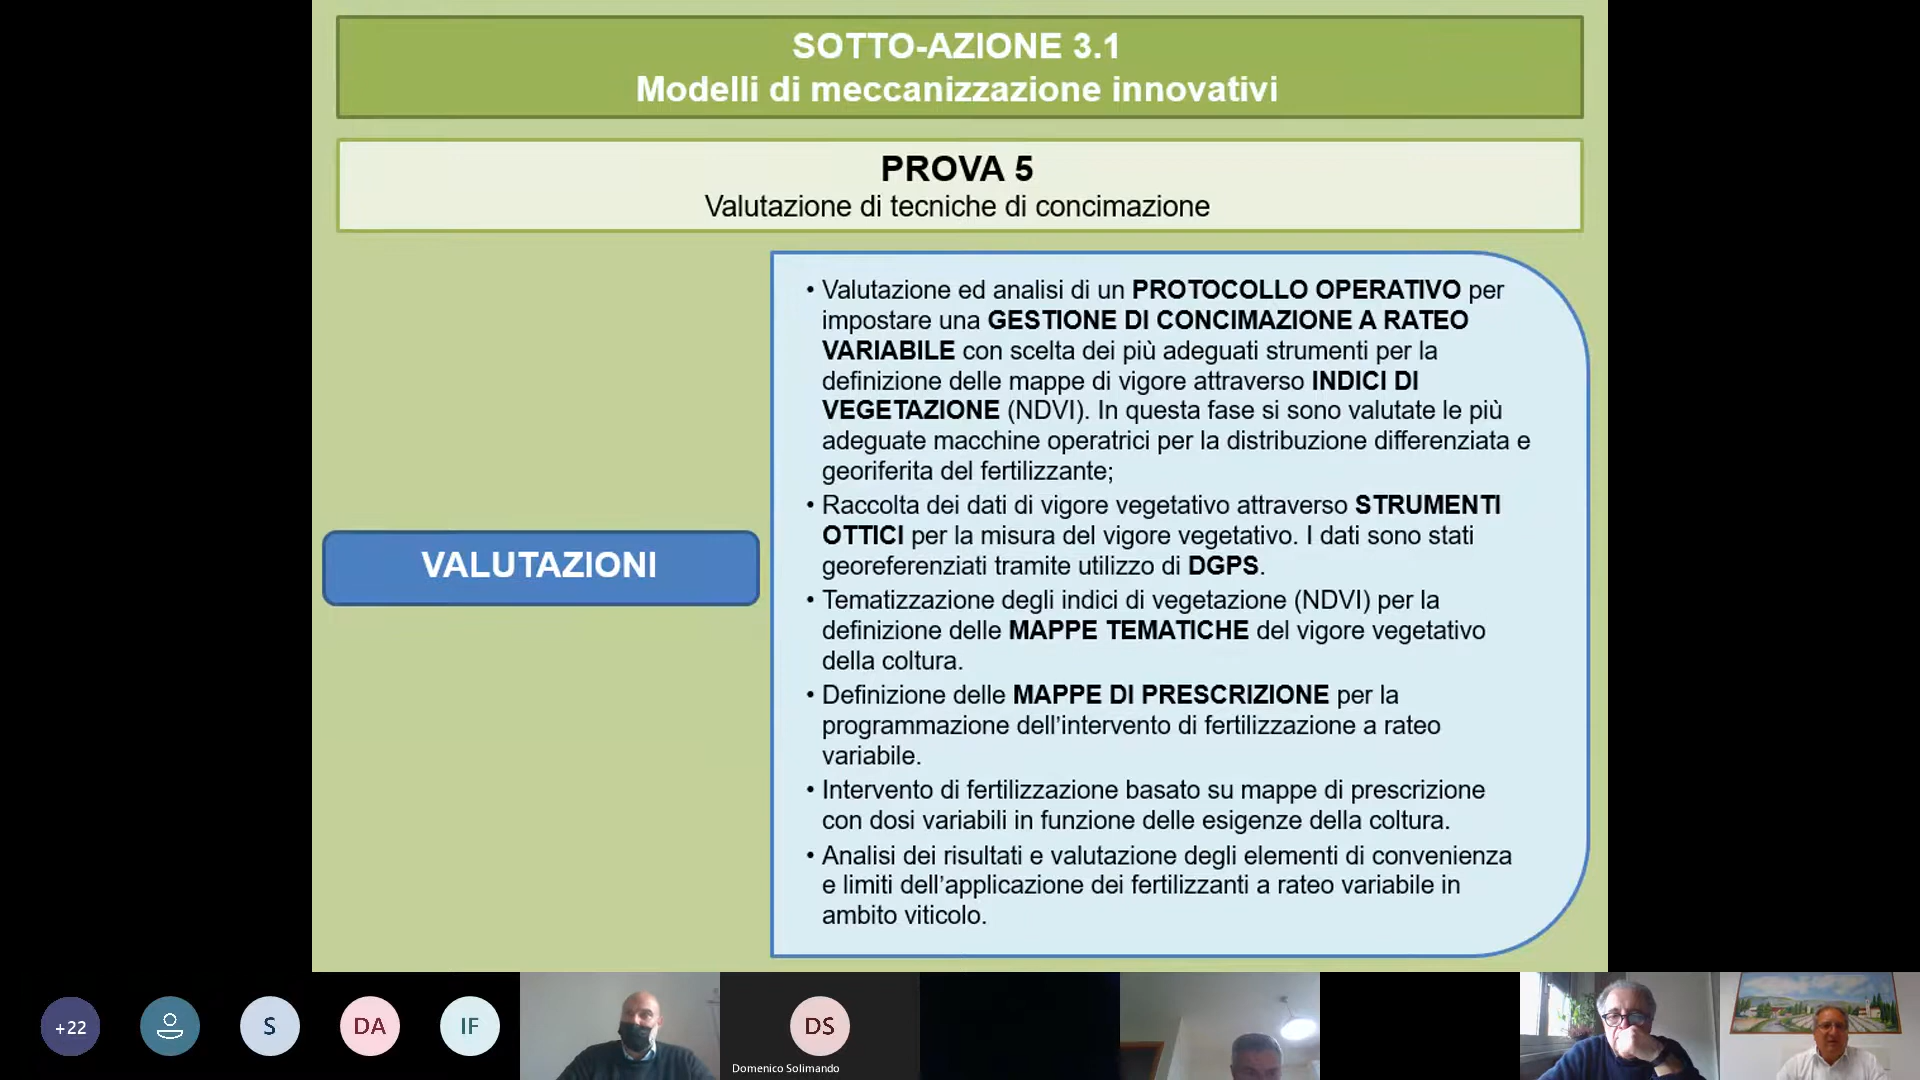 SOTTO-AZIONE 3.1
Modelli di meccanizzazione innovativi
PROVA 5
Valutazione di tecniche di concimazione
VALUTAZIONI
• Valutazione ed analisi di un PROTOCOLLO OPERATIVO per
impostare una GESTIONE DI CONCIMAZIONE A RATEO
VARIABILE con scelta dei più adeguati strumenti per la
definizione delle mappe di vigore attraverso INDICI DI
VEGETAZIONE (NDVI). In questa fase si sono valutate le più
adeguate macchine operatrici per la distribuzione differenziata e
georiferita del fertilizzante;
• Raccolta dei dati di vigore vegetativo attraverso STRUMENTI
OTTICI per la misura del vigore vegetativo. I dati sono stati
georeferenziati tramite utilizzo di DGPS.
• Tematizzazione degli indici di vegetazione (NDVI) per la
definizione delle MAPPE TEMATICHE del vigore vegetativo
della coltura.
• Definizione delle MAPPE DI PRESCRIZIONE per la
programmazione dell’intervento di fertilizzazione a rateo
variabile.
• Intervento di fertilizzazione basato su mappe di prescrizione
con dosi variabili in funzione delle esigenze della coltura.
• Analisi dei risultati e valutazione degli elementi di convenienza
e limiti dell’applicazione dei fertilizzanti a rateo variabile in
ambito viticolo.
+22
S
DA
IF
DS
Domenico Solimando